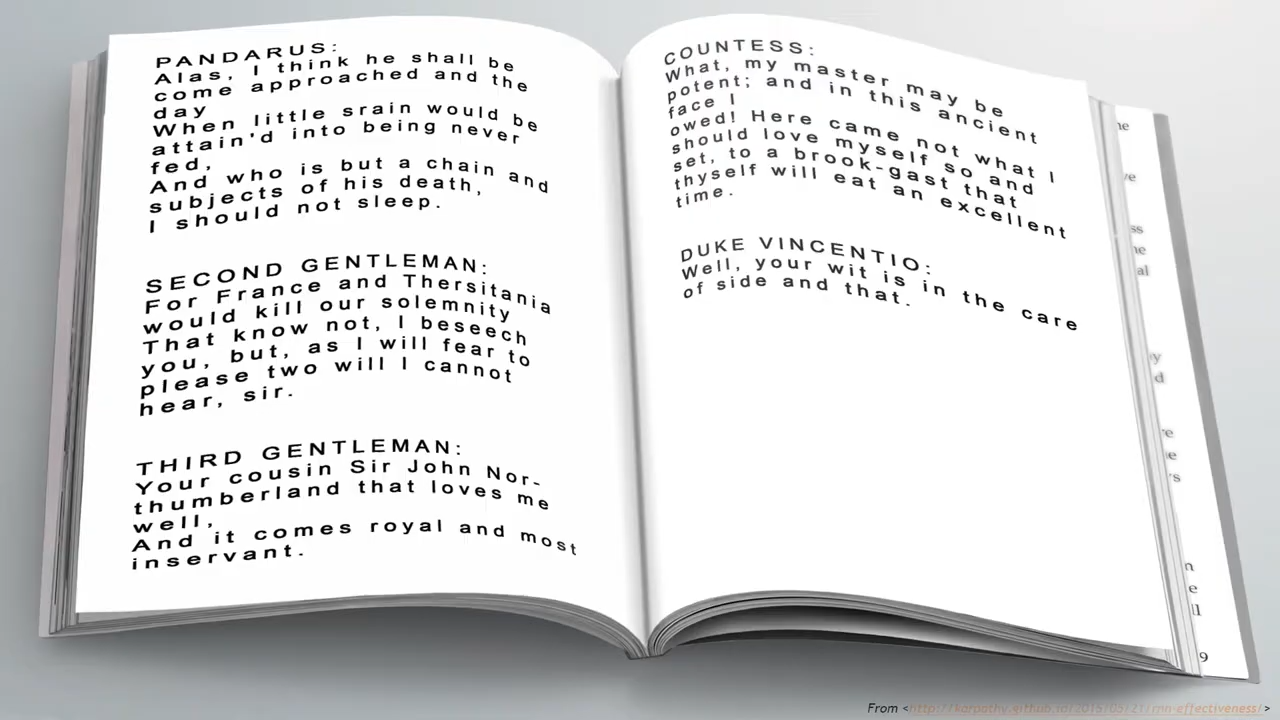 PANDARUS:
Alas, I think he shall be
come approached and the
day
When little srain would be
attain'd into being never
fed,
And who is but a chain and
subjects of his death,
I should not sleep.
SECOND GENTLEMAN:
For France and Thersitania
would kill our solemnity
That know not, I beseech
you, but, as I will fear to
please two will I cannot
hear, sir.
THIRD GENTLEMAN:
Your cousin Sir John Nor-
thumberland that loves me
well,
And it comes royal and most
inservant.
COUNTESS:
What, my master may be
potent; and in this ancient
face I
owed! Here came not what I
should love myself so and
set, to a brook-gast that
thyself will eat an excellent
time.
DUKE VINCENTIO:
Well, your wit is in the care
of side and that.
9
From <http://karpathy.github.io/2015/05/21/rnn-effectiveness/>